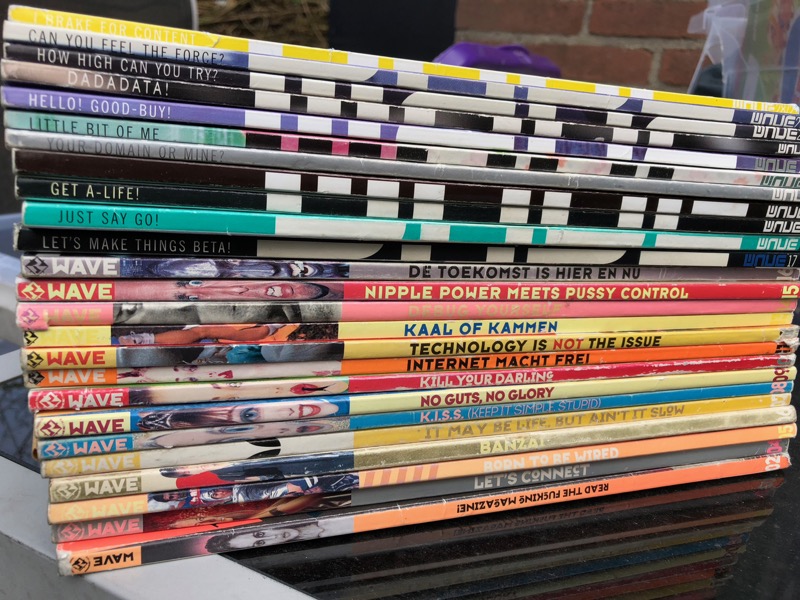 I BRAKE FOR CONTENT
CAN YOU FEEL THE FORCE?
HOW HIGH CAN YOU TRY?
DADADATA!
HELLO! GOOD-BUY!
LITTLE BIT OF ME
YOUR DOMAIN OR MINE?
GET A-LIFE!
JUST SAY GO!
LET'S MAKE THINGS BETA! WAVE 17
WAVE DE TOEKOMST IS HIER EN NU
WAVE NIPPLE POWER MEETS PUSSY CONTROL 15
WAVE DEBUG YOURSELF
WAVE KAAL OF KAMMEN
WAVE TECHNOLOGY IS NOT THE ISSUE
WAVE INTERNET MACHT FREI
WAVE KILL YOUR DARLING
WAVE NO GUTS, NO GLORY
WAVE K.I.S.S. (KEEP IT SIMPLE STUPID)
WAVE IT MAY BE LIFE, BUT AIN'T IT SLOW
WAVE BANZAI
WAVE BORN TO BE WIRED
WAVE LET'S CONNECT
WAVE READ THE FUSKING MAGAZINE!